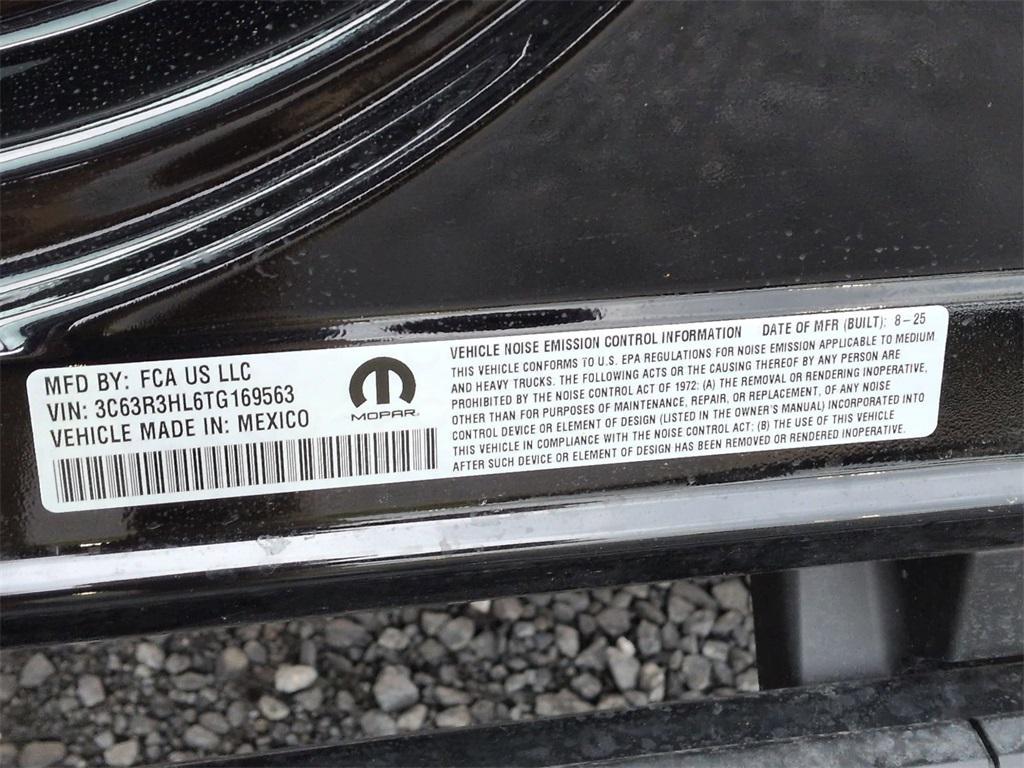 MFD BY: FCA US LLC
VIN: 3C63R3HL6TG169563
VEHICLE MADE IN: MEXICO
MOPAR
VEHICLE NOISE EMISSION CONTROL INFORMATION DATE OF MFR (BUILT): 8-25
THIS VEHICLE CONFORMS TO U.S. EPA REGULATIONS FOR NOISE EMISSION APPLICABLE TO MEDIUM
AND HEAVY TRUCKS. THE FOLLOWING ACTS OR THE CAUSING THEREOF BY ANY PERSON ARE
PROHIBITED BY THE NOISE CONTROL ACT OF 1972: (A) THE REMOVAL OR RENDERING INOPERATIVE,
OTHER THAN FOR PURPOSES OF MAINTENANCE, REPAIR, OR REPLACEMENT, OF ANY NOISE
CONTROL DEVICE OR ELEMENT OF DESIGN (LISTED IN THE OWNER'S MANUAL) INCORPORATED INTO
THIS VEHICLE IN COMPLIANCE WITH THE NOISE CONTROL ACT; (B) THE USE OF THIS VEHICLE
AFTER SUCH DEVICE OR ELEMENT OF DESIGN HAS BEEN REMOVED OR RENDERED INOPERATIVE.